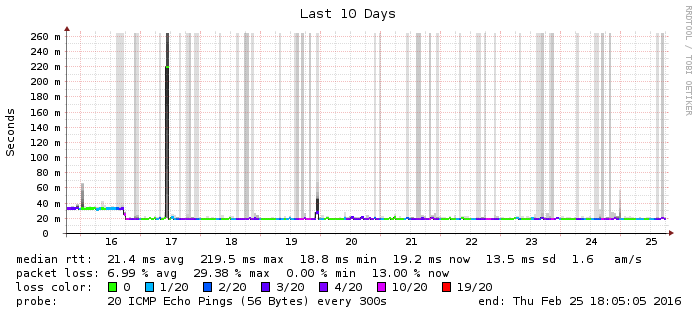 Last 10 Days
RRDTOOL / TOBI OETIKER
Seconds
260 m
240 m
220 m
200 m
180 m
160 m
140 m
120 m
100 m
80 m
60 m
40 m
20 m
0
16 17 18 19 20 21 22 23 24 25
median rtt: 21.4 ms avg 219.5 ms max 18.8 ms min 19.2 ms now 13.5 ms sd 1.6 am/s
packet loss: 6.99 % avg 29.38 % max 0.00 % min 13.00 % now
loss color: 0 1/20 2/20 3/20 4/20 10/20 19/20
probe: 20 ICMP Echo Pings (56 Bytes) every 300s end: Thu Feb 25 18:05:05 2016